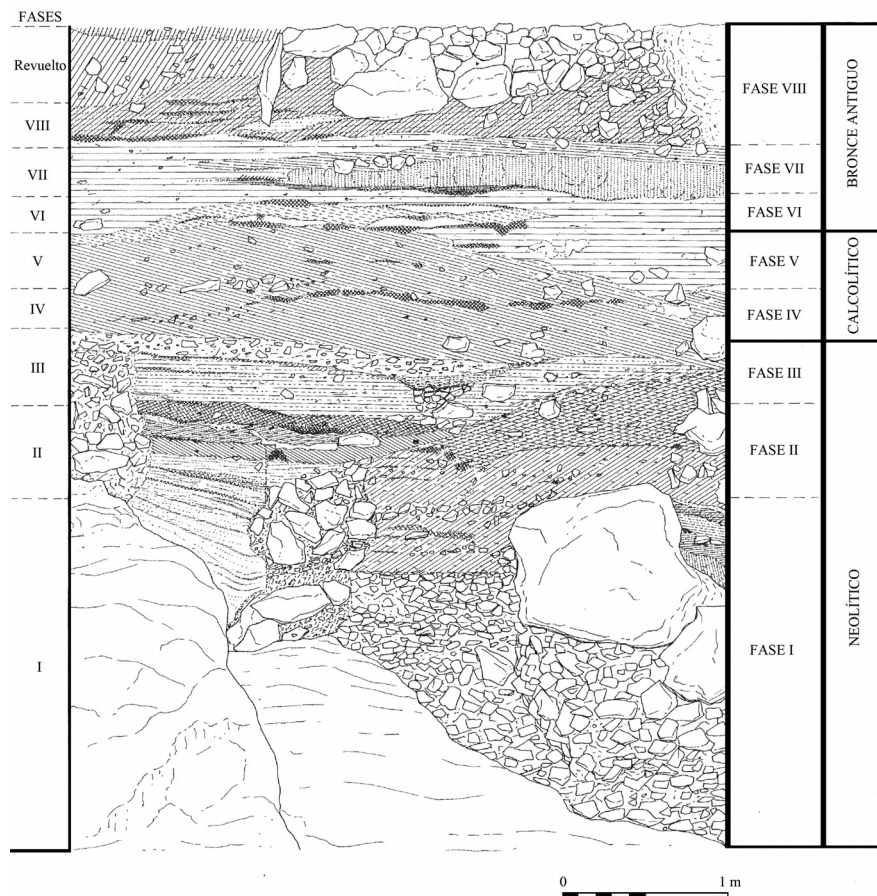 FASES
Revuelto
VIII
VII
VI
V
IV
III
II
I
FASE VIII
FASE VII
FASE VI
FASE V
FASE IV
FASE III
FASE II
FASE I
BRONCE ANTIGUO
CALCOLÍTICO
NEOLÍTICO
0 1 m